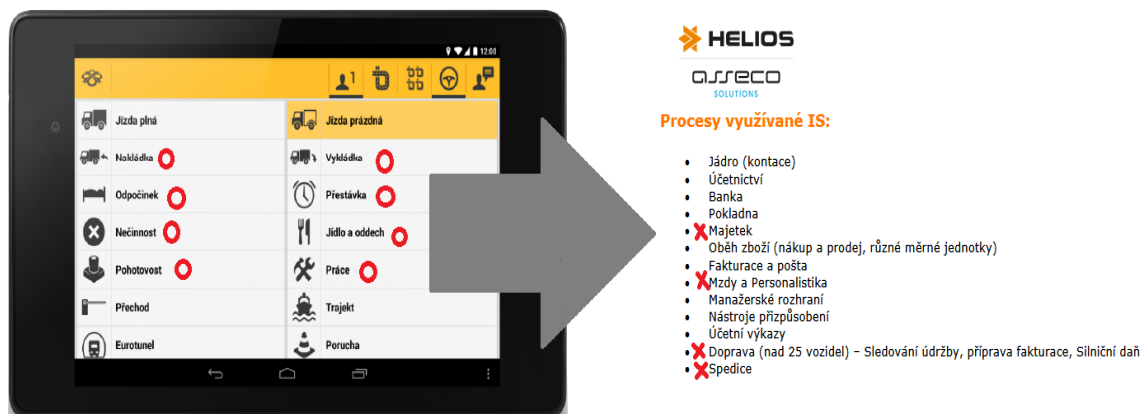 12:00
1
Jízda plná
Jízda prázdná
Nakládka
Vykládka
Odpočinek
Přestávka
Nečinnost
Jídlo a oddech
Pohotovost
Práce
Přechod
Trajekt
Eurotunel
Porucha
HELIOS
asseco
SOLUTIONS
Procesy využívané IS:
Jádro (kontace)
Účetnictví
Banka
Pokladna
Majetek
Oběh zboží (nákup a prodej, různé měrné jednotky)
Fakturace a pošta
Mzdy a Personalistika
Manažerské rozhraní
Nástroje přizpůsobení
Účetní výkazy
Doprava (nad 25 vozidel) – Sledování údržby, příprava fakturace, Silniční daň
Spedice